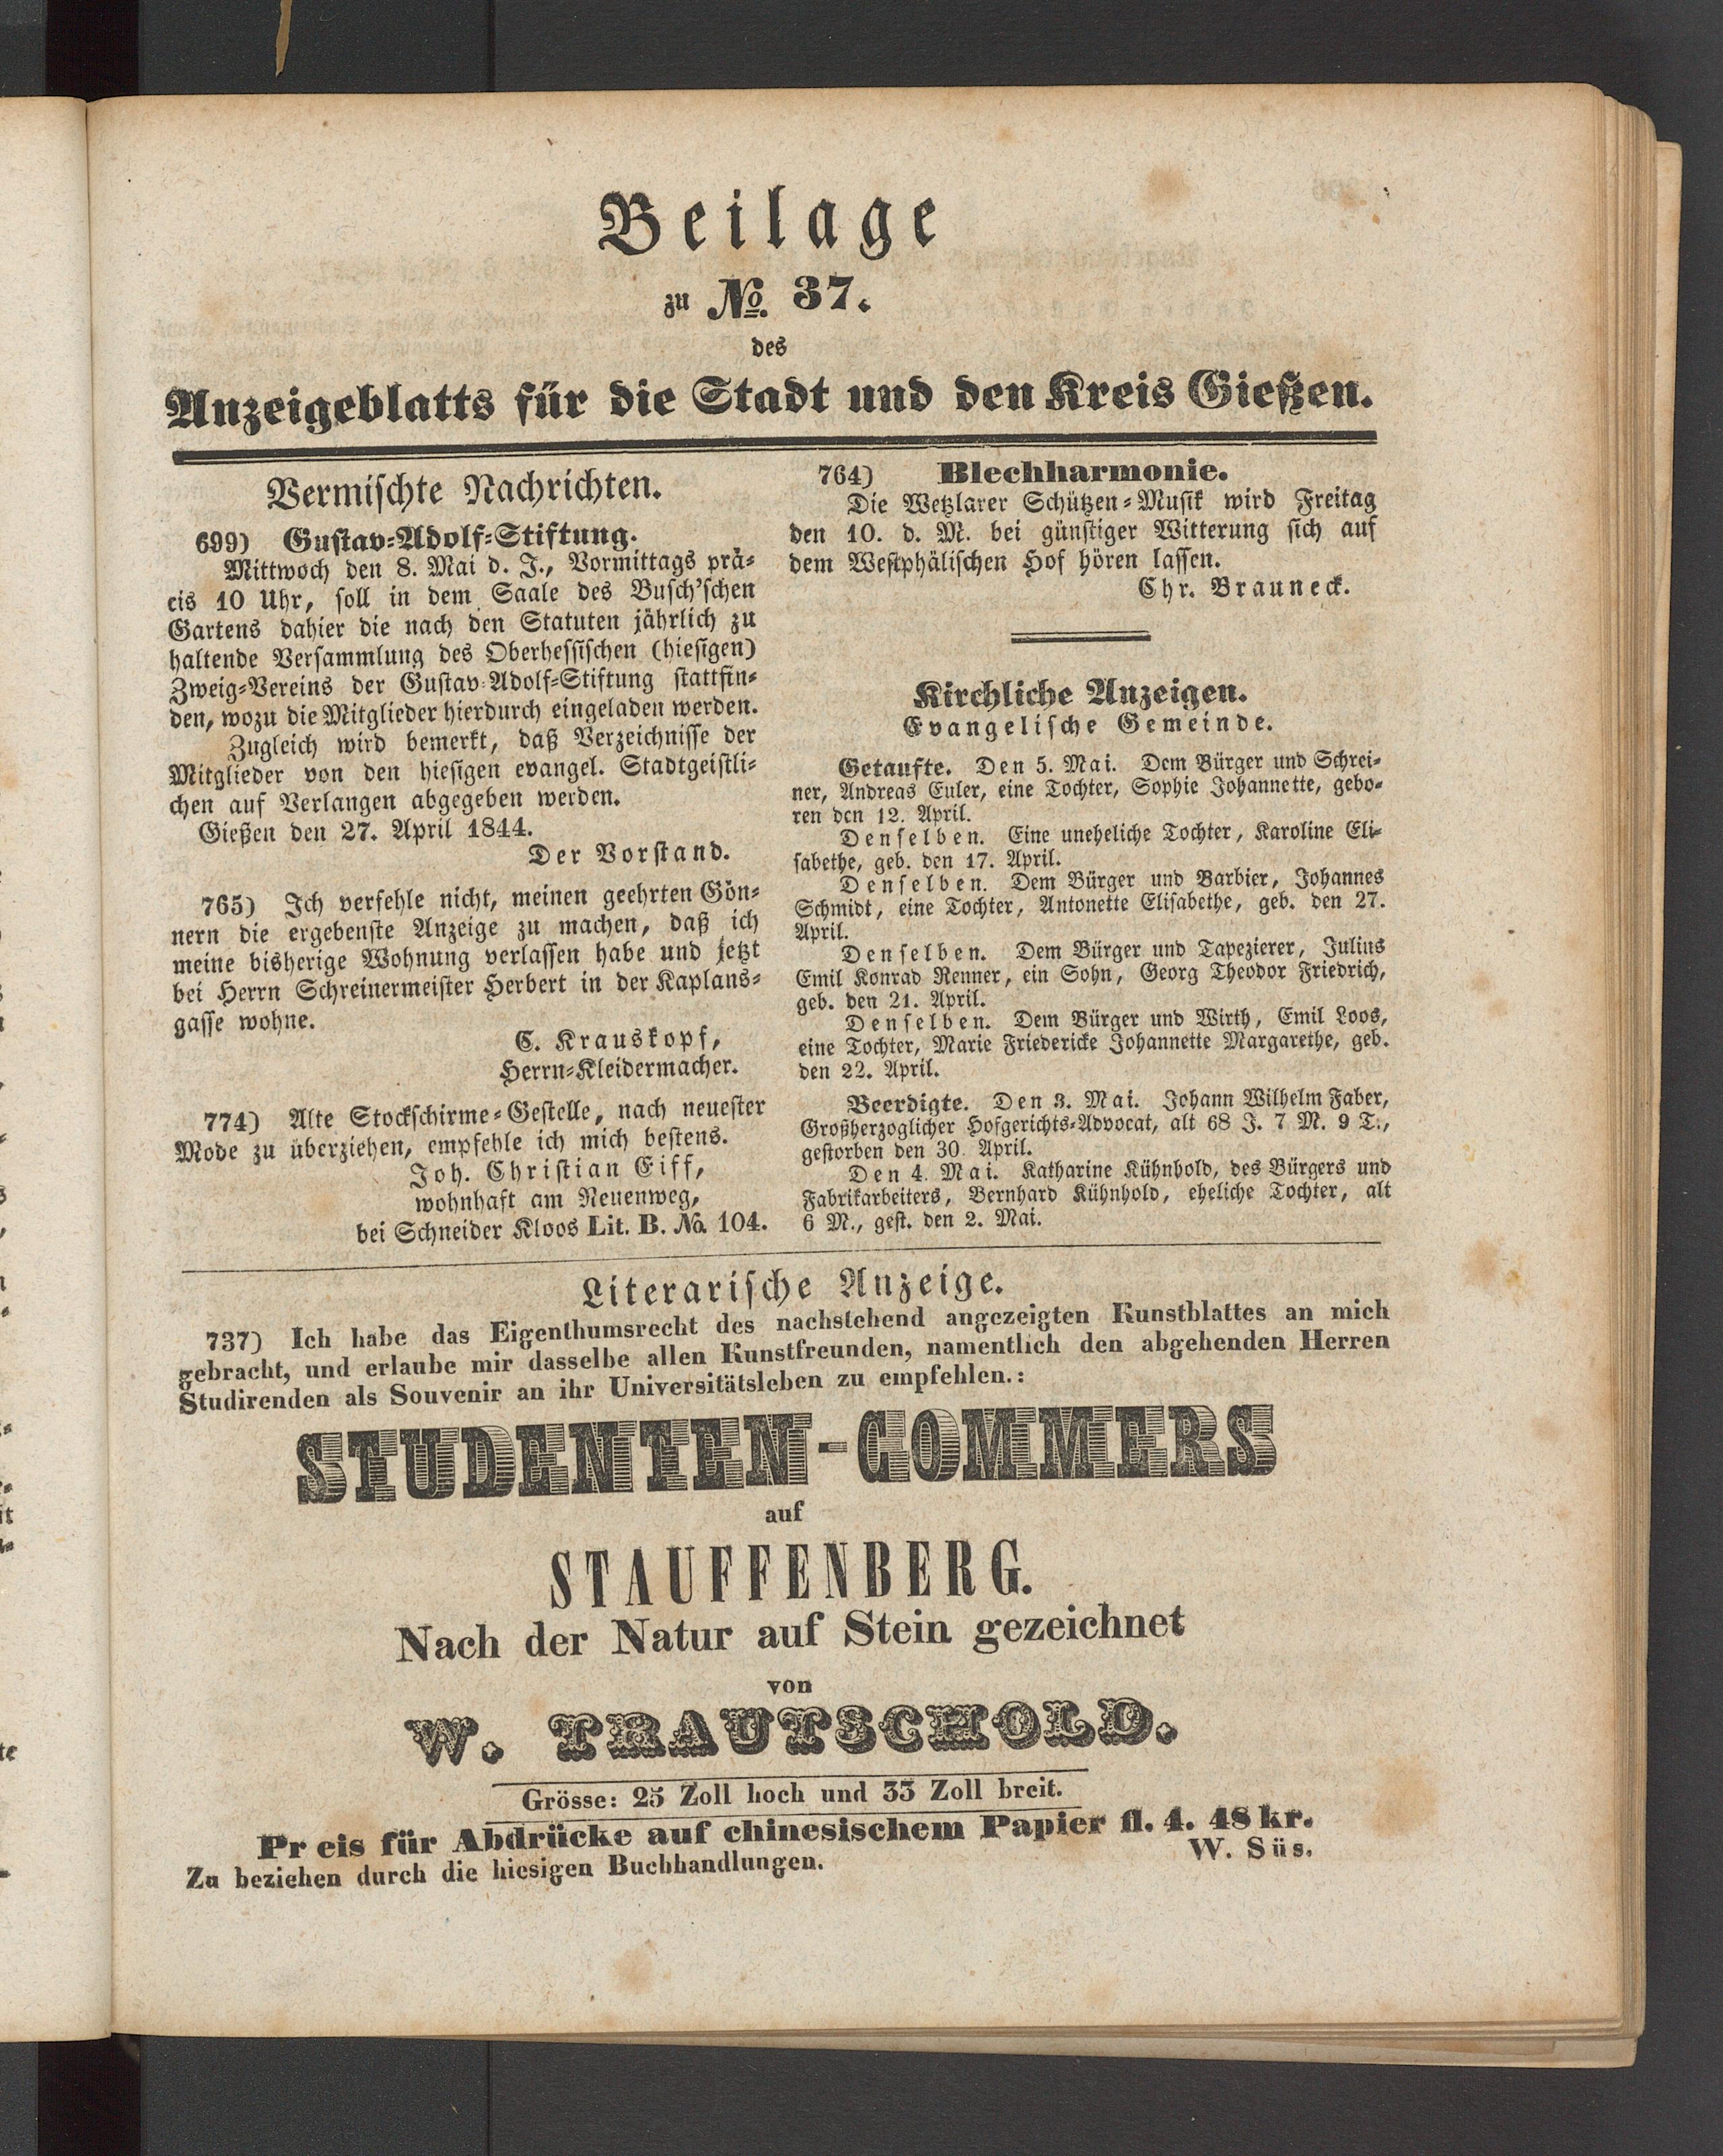 Beilage
zu No. 37.
des
Anzeigeblatts für die Stadt und den Kreis Gießen.
Vermischte Nachrichten.
699) Gustav-Adolf-Stiftung.
Mittwoch den 8. Mai d. J., Vormittags prä-
cis 10 Uhr, soll in dem Saale des Busch'schen
Gartens dahier die nach den Statuten jährlich zu
haltende Versammlung des Oberhessischen (hiesigen)
Zweig-Vereins der Gustav-Adolf-Stiftung stattfin-
den, wozu die Mitglieder hierdurch eingeladen werden.
Zugleich wird bemerkt, daß Verzeichnisse der
Mitglieder von den hiesigen evangel. Stadtgeistli-
chen auf Verlangen abgegeben werden.
Gießen den 27. April 1844.
Der Vorstand.
765) Ich verfehle nicht, meinen geehrten Gön-
nern die ergebenste Anzeige zu machen, daß ich
meine bisherige Wohnung verlassen habe und jetzt
bei Herrn Schreinermeister Herbert in der Kaplans-
gasse wohne.
C. Krauskopf,
Herrn-Kleidermacher.
774) Alte Stockschirme-Gestelle, nach neuester
Mode zu überziehen, empfehle ich mich bestens.
Joh. Christian Eiff,
wohnhaft am Neuenweg,
bei Schneider Kloos Lit. B. No. 104.
764) Blechharmonie.
Die Wetzlarer Schützen-Musik wird Freitag
den 10. d. M. bei günstiger Witterung sich auf
dem Westphälischen Hof hören lassen.
Chr. Brauneck.
Kirchliche Anzeigen.
Evangelische Gemeinde.
Getaufte. Den 5. Mai. Dem Bürger und Schrei-
ner, Andreas Euler, eine Tochter, Sophie Johannette, gebo-
ren den 12. April.
Denselben. Eine uneheliche Tochter, Karoline Eli-
sabethe, geb. den 17. April.
Denselben. Dem Bürger und Barbier, Johannes
Schmidt, eine Tochter, Antonette Elisabethe, geb. den 27.
April.
Denselben. Dem Bürger und Tapezierer, Julius
Emil Konrad Renner, ein Sohn, Georg Theodor Friedrich,
geb. den 21. April.
Denselben. Dem Bürger und Wirth, Emil Loos,
eine Tochter, Marie Friedericke Johannette Margarethe, geb.
den 22. April.
Beerdigte. Den 3. Mai. Johann Wilhelm Faber,
Großherzoglicher Hofgerichts-Advocat, alt 68 J. 7 M. 9 T.,
gestorben den 30. April.
Den 4. Mai. Katharine Kühnhold, des Bürgers und
Fabrikarbeiters, Bernhard Kühnhold, eheliche Tochter, alt
6 M., gest. den 2. Mai.
Literarische Anzeige.
737) Ich habe das Eigenthumsrecht des nachstehend angezeigten Kunstblattes an mich
gebracht, und erlaube mir dasselbe allen Kunstfreunden, namentlich den abgehenden Herren
Studirenden als Souvenir an ihr Universitätsleben zu empfehlen.:
STUDENTEN-COMMERS
auf
STAUFFENBERG.
Nach der Natur auf Stein gezeichnet
von
W. TRAUTSCHOLD.
Grösse: 25 Zoll hoch und 33 Zoll breit.
Pr eis für Abdrücke auf chinesischem Papier fl. 4. 48 kr.
W. Süs.
Zu beziehen durch die hiesigen Buchhandlungen.